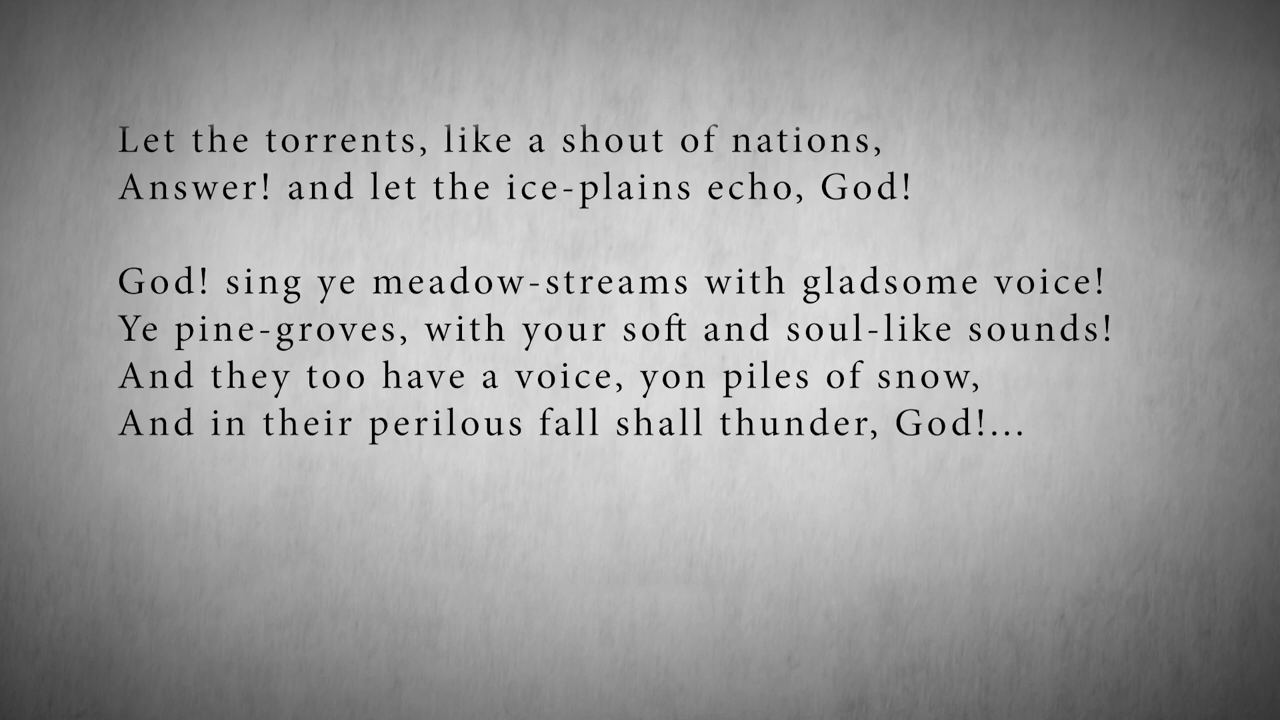 Let the torrents, like a shout of nations,
Answer! and let the ice-plains echo, God!
God! sing ye meadow-streams with gladsome voice!
Ye pine-groves, with your soft and soul-like sounds!
And they too have a voice, yon piles of snow,
And in their perilous fall shall thunder, God!...